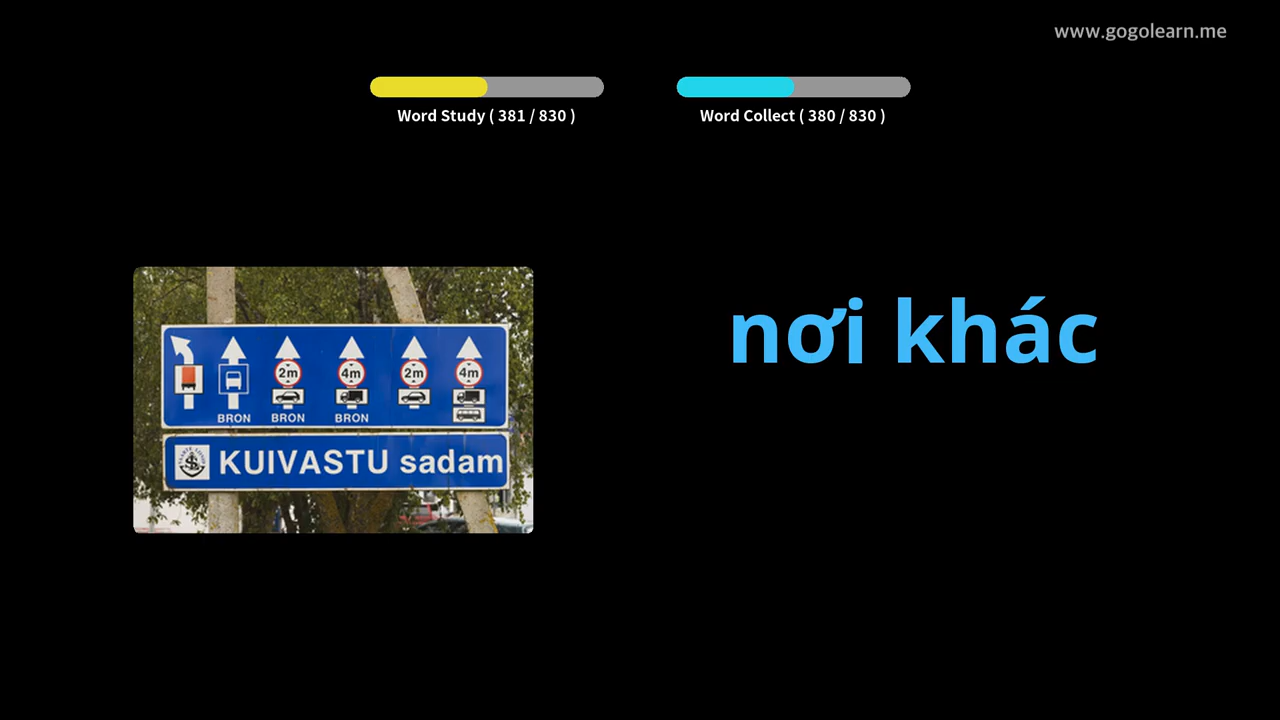 www.gogolearn.me
Word Study ( 381 / 830 )
Word Collect ( 380 / 830 )
nơi khác
2m
4m
2m
4m
BRON
BRON
BRON
KUIVASTU sadam